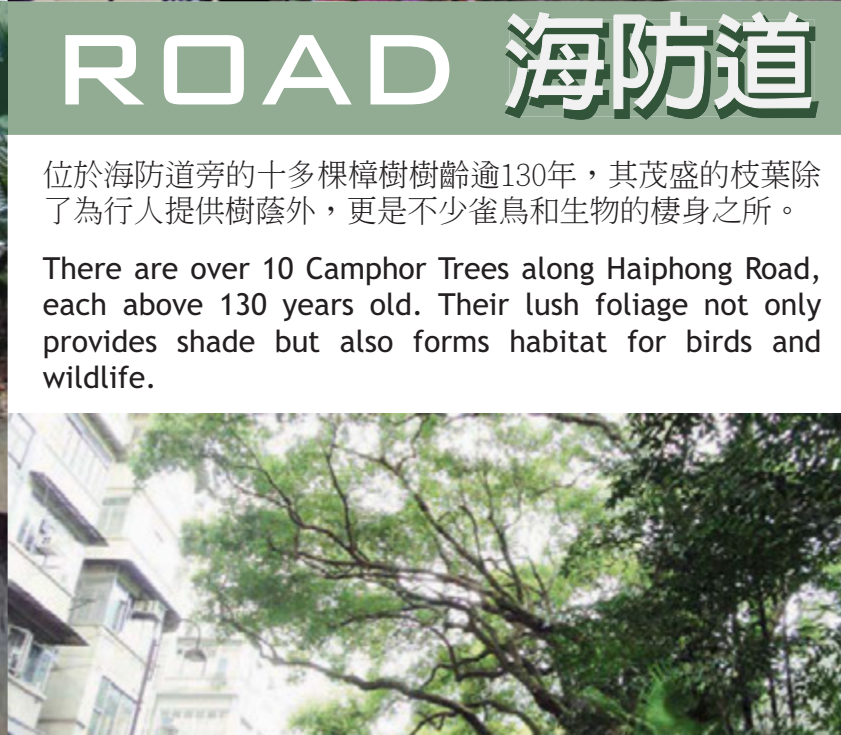 ROAD 海防道
位於海防道旁的十多棵樟樹樹齡逾130年，其茂盛的枝葉除
了為行人提供樹蔭外，更是不少雀鳥和生物的棲身之所。
There are over 10 Camphor Trees along Haiphong Road,
each above 130 years old. Their lush foliage not only
provides shade but also forms habitat for birds and
wildlife.